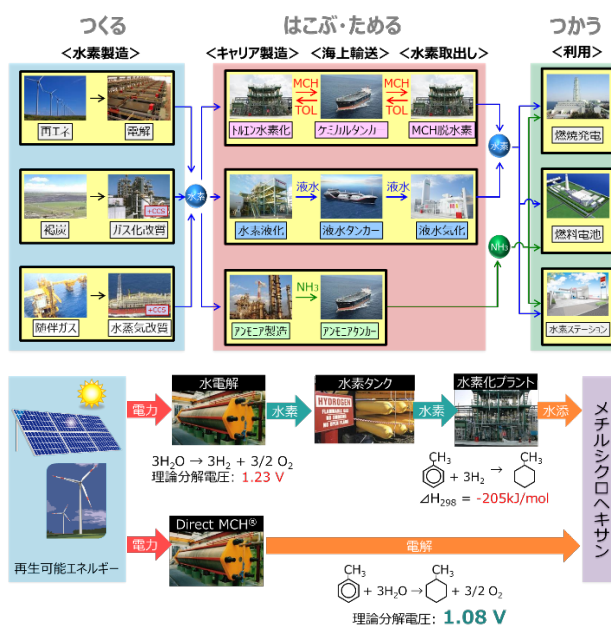 つくる
はこぶ・ためる
つかう
＜水素製造＞
＜キャリア製造＞
＜海上輸送＞
＜水素取出し＞
＜利用＞
再エネ
電解
褐炭
+CCS
ガス化改質
随伴ガス
+CCS
水蒸気改質
水素
MCH
TOL
MCH
TOL
トルエン水素化
ケミカルタンカ
MCH脱水素
液水
液水
水素液化
液水タンカー
液水気化
NH3
アンモニア製造
アンモニアタンカー
水素
NH3
燃焼発電
燃料電池
水素ステーション
再生可能エネルギー
電力
水電解
水素
水素タンク
HYDROGEN
水素
水素化プラント
水添
3H2O → 3H2 + 3/2 O2
理論分解電圧: 1.23 V
CH3
CH3
+ 3H2 →
⊿H298 = -205kJ/mol
電力
Direct MCH®
電解
CH3
CH3
+ 3H2O → + 3/2 O2
理論分解電圧: 1.08 V
メチルシクロヘキサン